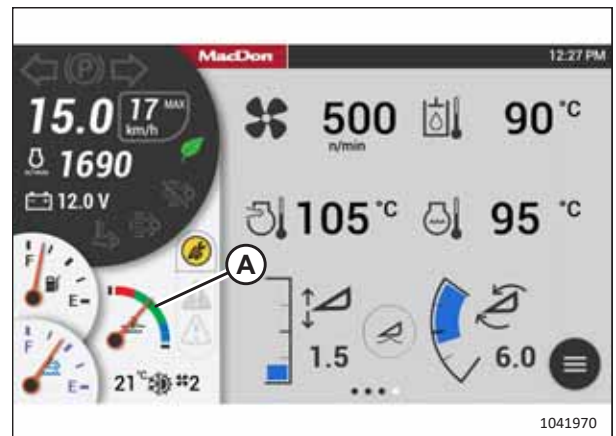 MacDon
12:27 PM
(P)
15.0
17 MAX
km/h
n/min 1690
12.0 V
500
n/min
90 °C
105 °C
95 °C
A
F
E
F
E
21 °C
2
1.5
6.0
1041970